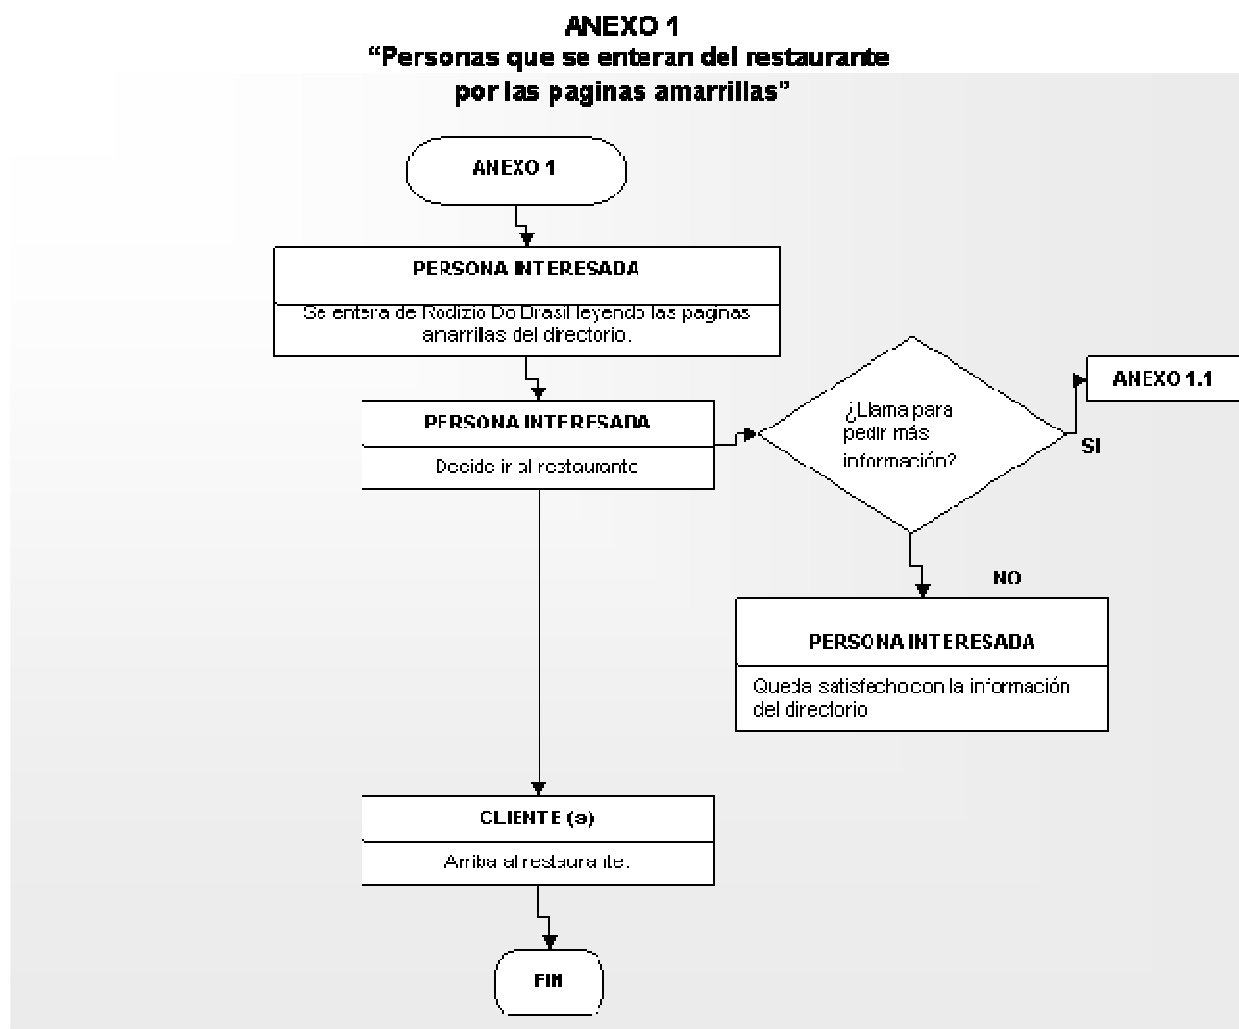 ANEXO 1
“Personas que se enteran del restaurante
por las paginas amarrillas”
ANEXO 1
PERSONA INTERESADA
Se entera de Rodizio Do Brasil leyendo las paginas
amarrillas del directorio.
PERSONA INTERESADA
Decide ir al restaurante
¿Llama para
pedir más
información?
SI
ANEXO 1.1
NO
PERSONA INTERESADA
Queda satisfecho con la información
del directorio
CLIENTE (s)
Arriba al restaurante.
FIN